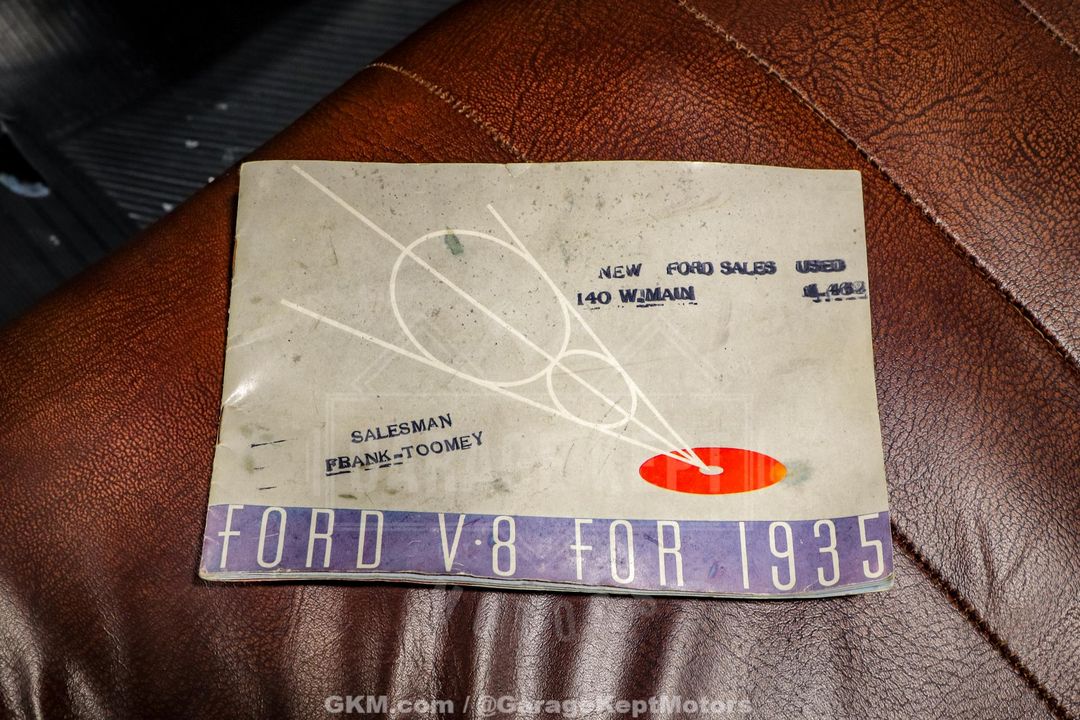 NEW FORD SALES USED
140 W. MAIN
SALESMAN
FRANK TOOMEY
FORD V·8 FOR 1935
GKM.com / @GarageKeptMotors